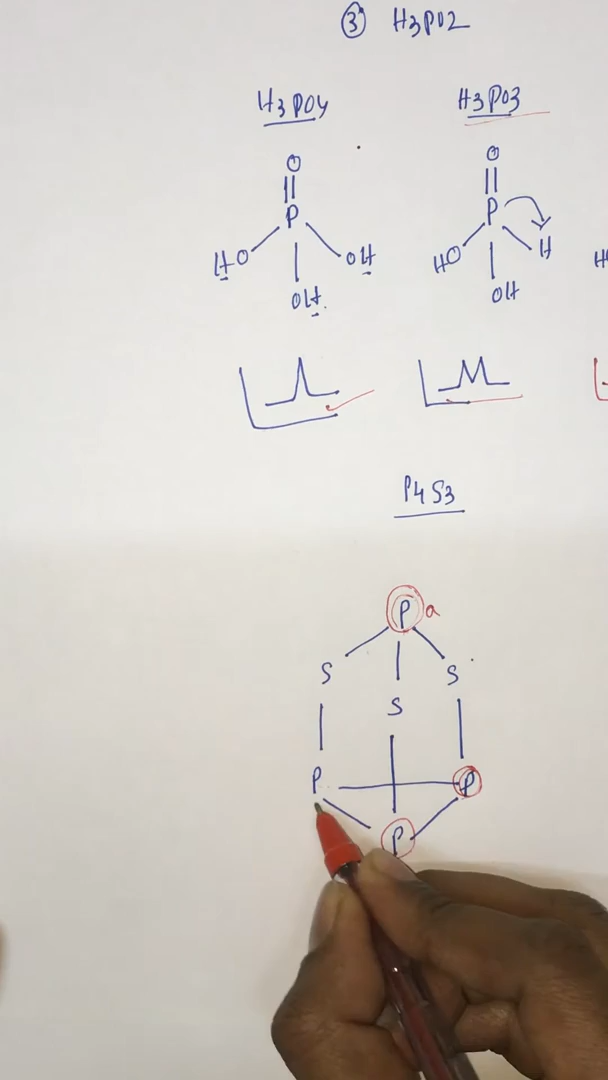 ③ H3PO2
H3PO4 H3PO3
O O
P P
HO OH HO H
OH OH
P4S3
P a
S S
S
P P
P